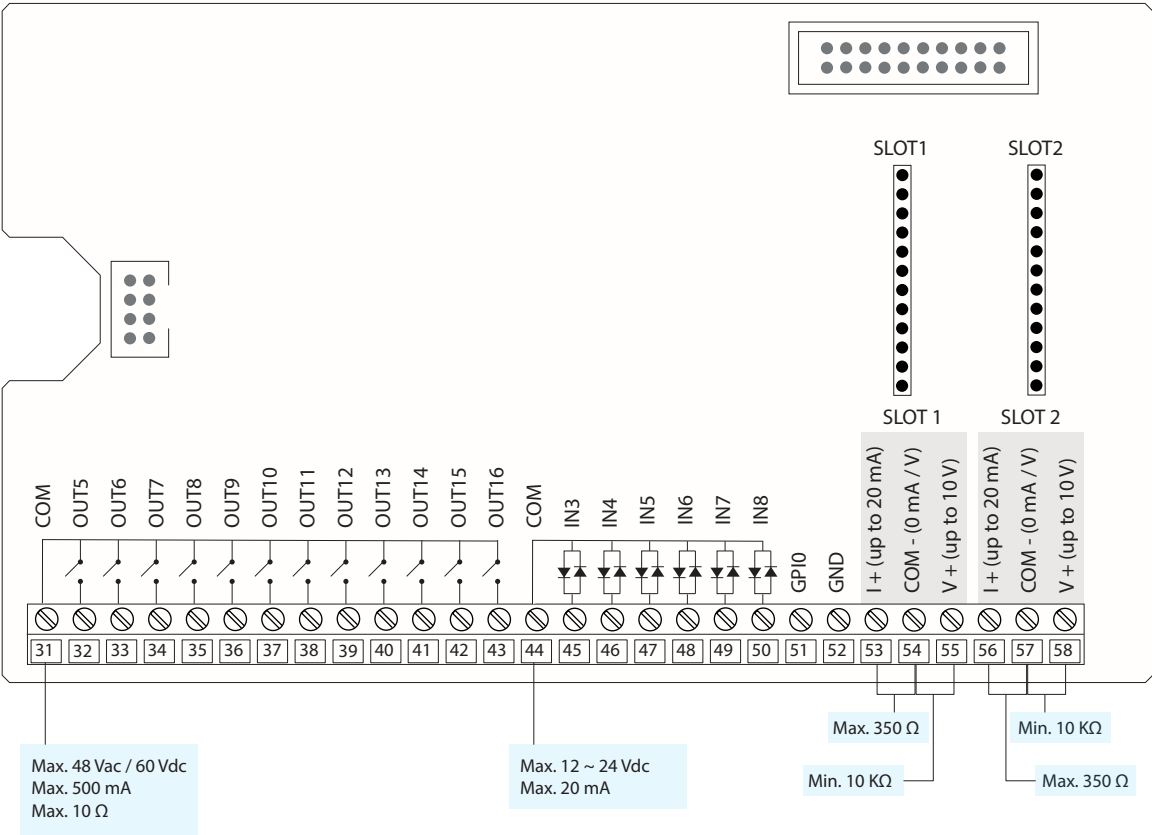 SLOT1
SLOT2
SLOT 1
SLOT 2
COM
OUT5
OUT6
OUT7
OUT8
OUT9
OUT10
OUT11
OUT12
OUT13
OUT14
OUT15
OUT16
COM
IN3
IN4
IN5
IN6
IN7
IN8
GPI0
GND
I + (up to 20 mA)
COM - (0 mA / V)
V + (up to 10 V)
I + (up to 20 mA)
COM - (0 mA / V)
V + (up to 10 V)
31 32 33 34 35 36 37 38 39 40 41 42 43 44 45 46 47 48 49 50 51 52 53 54 55 56 57 58
Max. 48 Vac / 60 Vdc
Max. 500 mA
Max. 10 Ω
Max. 12 ~ 24 Vdc
Max. 20 mA
Max. 350 Ω
Min. 10 KΩ
Min. 10 KΩ
Max. 350 Ω